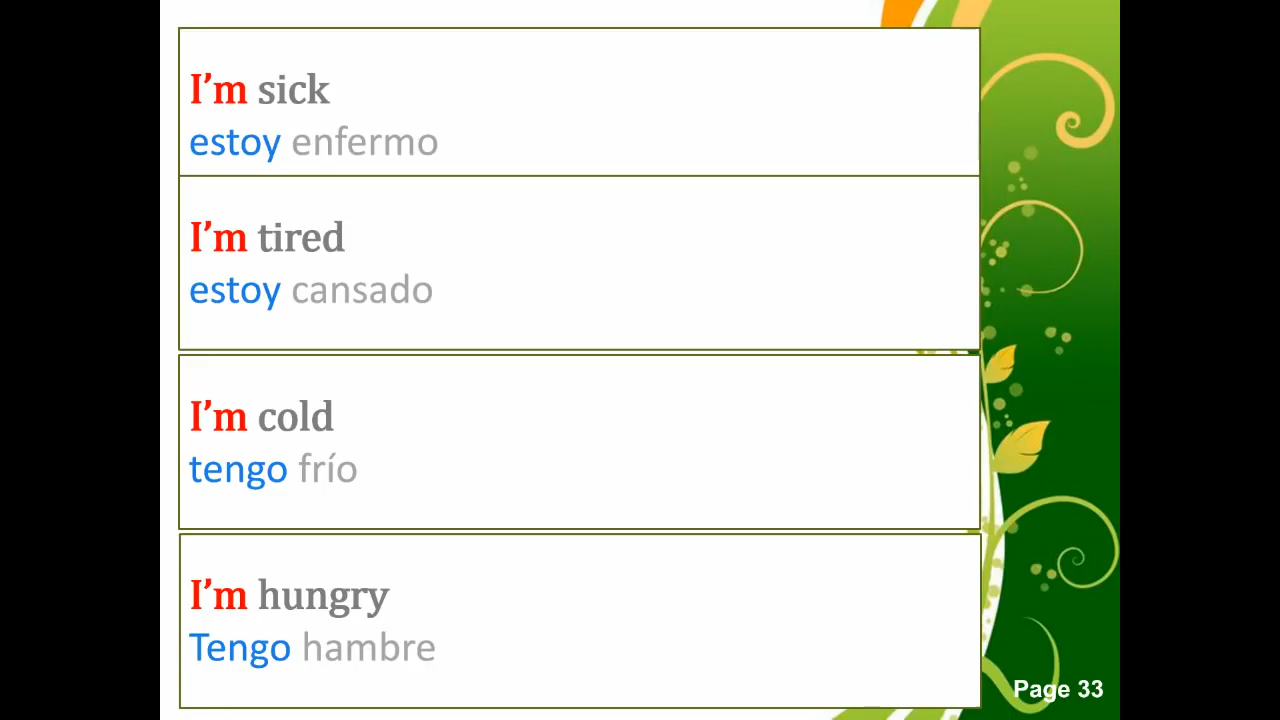 I’m sick
estoy enfermo
I’m tired
estoy cansado
I’m cold
tengo frío
I’m hungry
Tengo hambre
Page 33